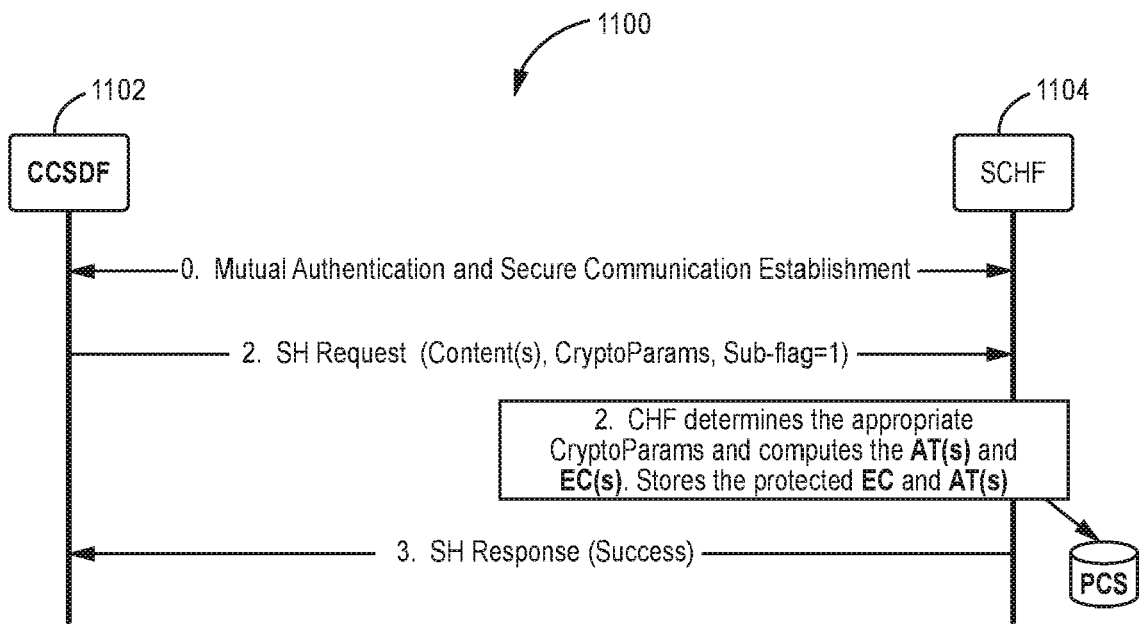 1100
1102
1104
CCSDF
SCHF
0. Mutual Authentication and Secure Communication Establishment
2. SH Request (Content(s), CryptoParams, Sub-flag=1)
2. CHF determines the appropriate
CryptoParams and computes the AT(s) and
EC(s). Stores the protected EC and AT(s)
3. SH Response (Success)
PCS